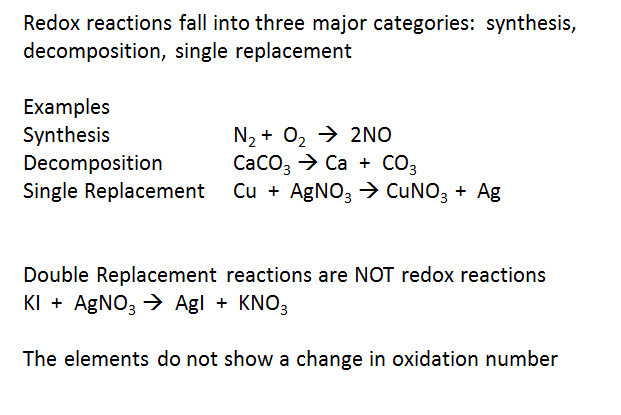 Redox reactions fall into three major categories: synthesis,
decomposition, single replacement
Examples
Synthesis N₂ + O₂ → 2NO
Decomposition CaCO₃ → Ca + CO₃
Single Replacement Cu + AgNO₃ → CuNO₃ + Ag
Double Replacement reactions are NOT redox reactions
KI + AgNO₃ → AgI + KNO₃
The elements do not show a change in oxidation number